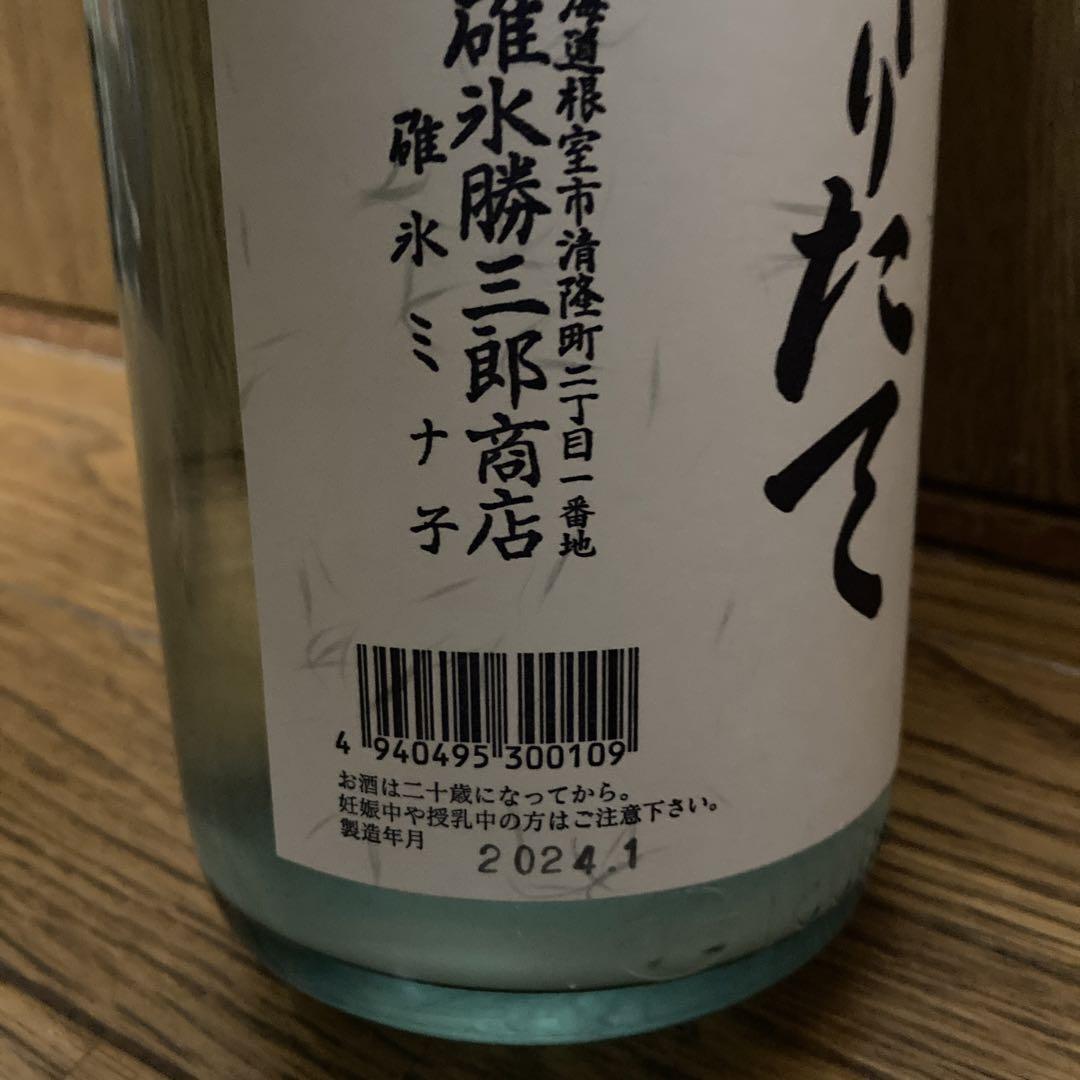 りたて
海道根室市清隆町二丁目一番地
碓氷勝三郎商店
碓氷ミナ子
4 940495 300109
お酒は二十歳になってから。
妊娠中や授乳中の方はご注意下さい。
製造年月 2024.1